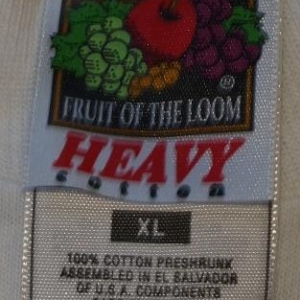 ®
FRUIT OF THE LOOM
HEAVY
cotton
XL
100% COTTON PRESHRUNK
ASSEMBLED IN EL SALVADOR
OF U.S.A. COMPONENTS